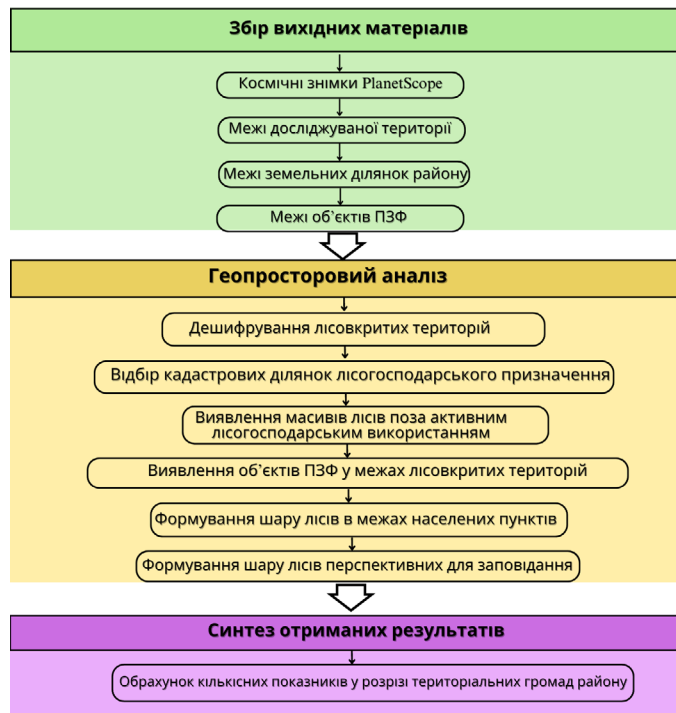 Збір вихідних матеріалів
Космічні знімки PlanetScope
Межі досліджуваної території
Межі земельних ділянок району
Межі об’єктів ПЗФ
Геопросторовий аналіз
Дешифрування лісовкритих територій
Відбір кадастрових ділянок лісогосподарського призначення
Виявлення масивів лісів поза активним
лісогосподарським використанням
Виявлення об’єктів ПЗФ у межах лісовкритих територій
Формування шару лісів в межах населених пунктів
Формування шару лісів перспективних для заповідання
Синтез отриманих результатів
Обрахунок кількісних показників у розрізі територіальних громад району